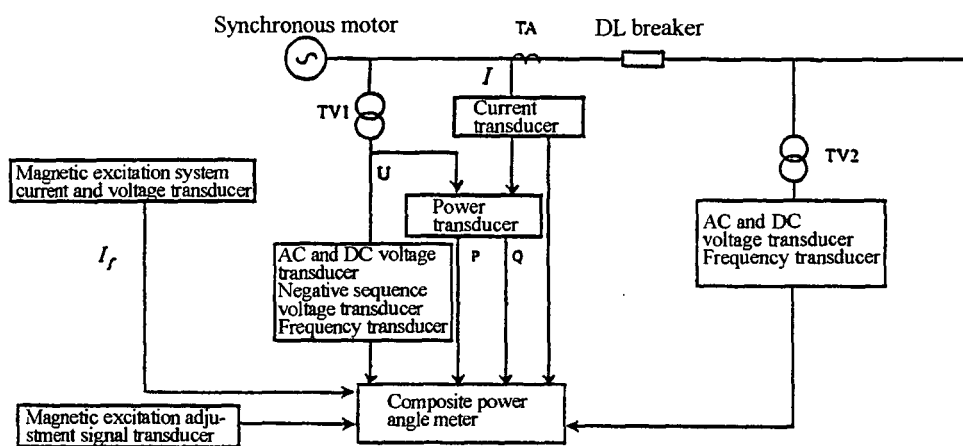 Synchronous motor
TA
DL breaker
I
TV1
Current
transducer
TV2
U
Magnetic excitation system
current and voltage transducer
Power
transducer
AC and DC
voltage transducer
Frequency transducer
I_f
P
Q
AC and DC voltage
transducer
Negative sequence
voltage transducer
Frequency transducer
Composite power
angle meter
Magnetic excitation adju-
stment signal transducer